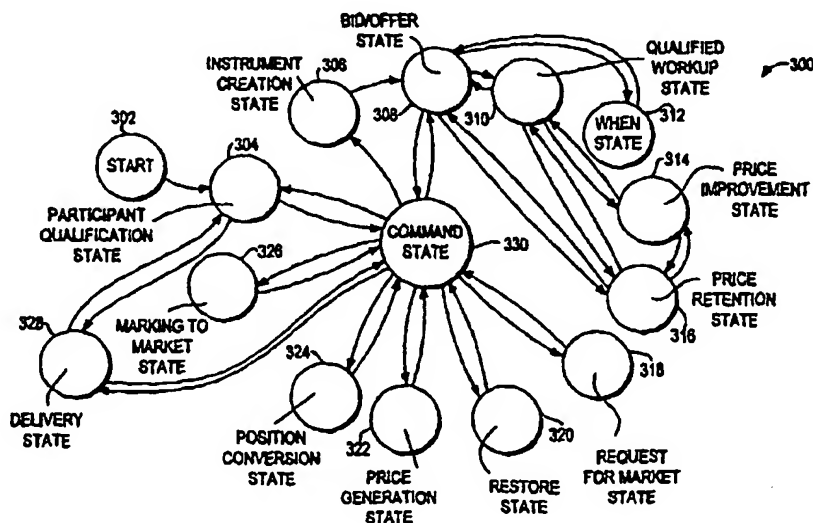 BID/OFFER
STATE
QUALIFIED
WORKUP
STATE
300
INSTRUMENT
CREATION
STATE
306
308
310
312
WHEN
STATE
302
START
304
314
PRICE
IMPROVEMENT
STATE
PARTICIPANT
QUALIFICATION
STATE
COMMAND
STATE
330
326
MARKING TO
MARKET
STATE
PRICE
RETENTION
STATE
316
328
DELIVERY
STATE
324
POSITION
CONVERSION
STATE
322
PRICE
GENERATION
STATE
320
RESTORE
STATE
318
REQUEST
FOR MARKET
STATE